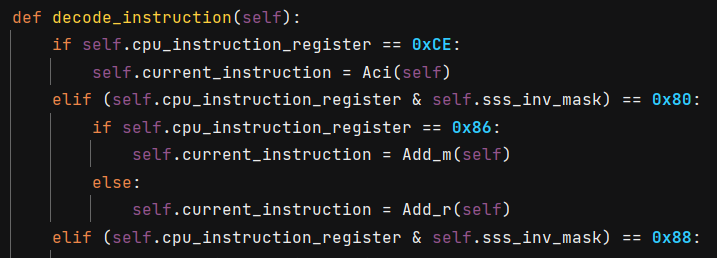 def decode_instruction(self):
    if self.cpu_instruction_register == 0xCE:
        self.current_instruction = Aci(self)
    elif (self.cpu_instruction_register & self.sss_inv_mask) == 0x80:
        if self.cpu_instruction_register == 0x86:
            self.current_instruction = Add_m(self)
        else:
            self.current_instruction = Add_r(self)
    elif (self.cpu_instruction_register & self.sss_inv_mask) == 0x88: